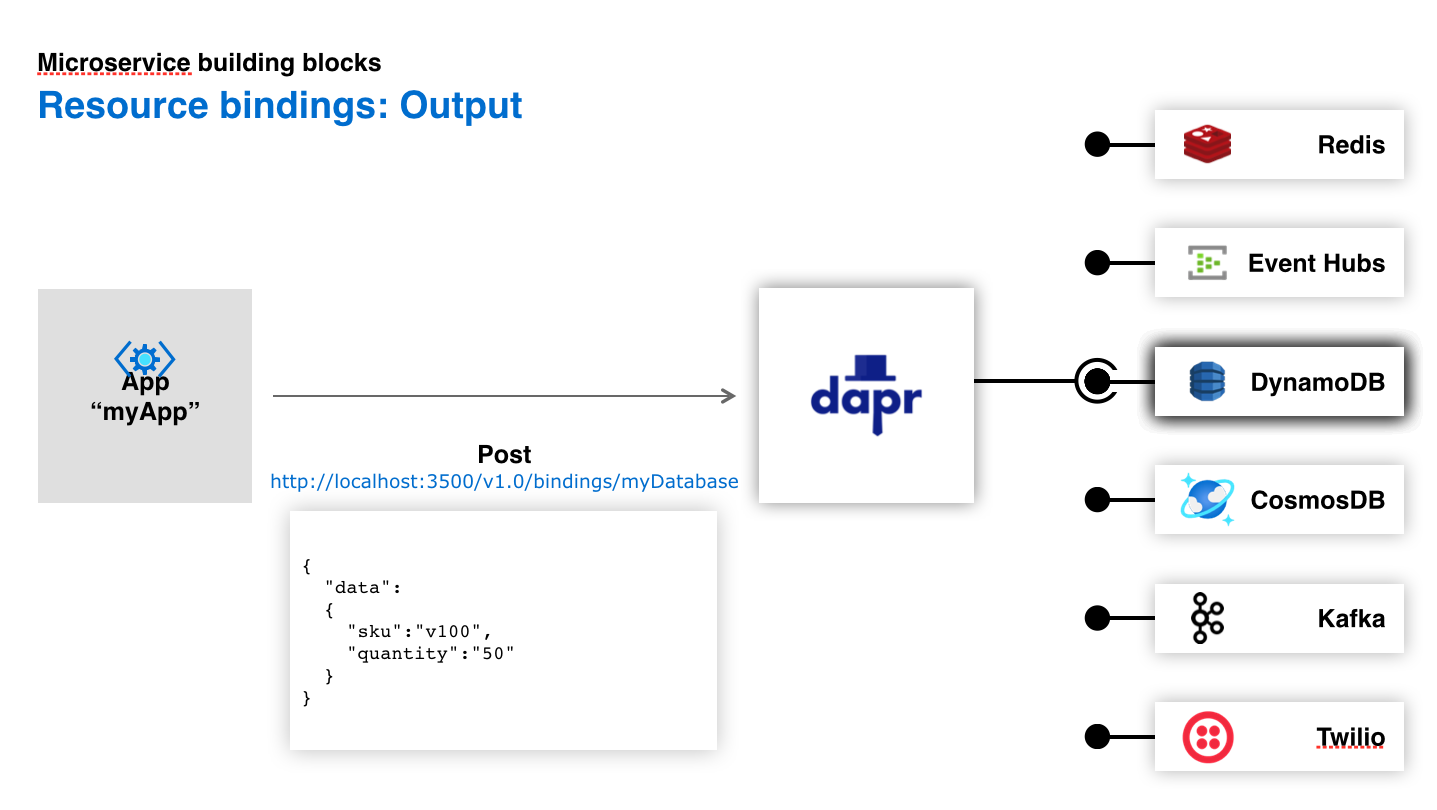 Microservice building blocks
Resource bindings: Output
App
“myApp”
Post
http://localhost:3500/v1.0/bindings/myDatabase
{
  "data":
  {
    "sku":"v100",
    "quantity":"50"
  }
}
dapr
Redis
Event Hubs
DynamoDB
CosmosDB
Kafka
Twilio